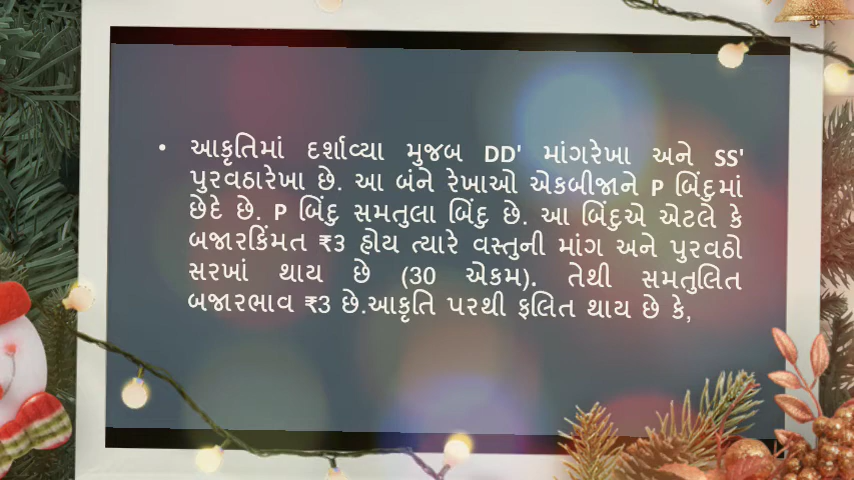 • આકૃતિમાં દર્શાવ્યા મુજબ DD' માંગરેખા અને SS'
પુરવઠારેખા છે. આ બંને રેખાઓ એકબીજાને P બિંદુમાં
છેદે છે. P બિંદુ સમતુલા બિંદુ છે. આ બિંદુએ એટલે કે
બજારકિંમત ₹3 હોય ત્યારે વસ્તુની માંગ અને પુરવઠો
સરખાં થાય છે (30 એકમ). તેથી સમતુલિત
બજારભાવ ₹3 છે.આકૃતિ પરથી ફલિત થાય છે કે,